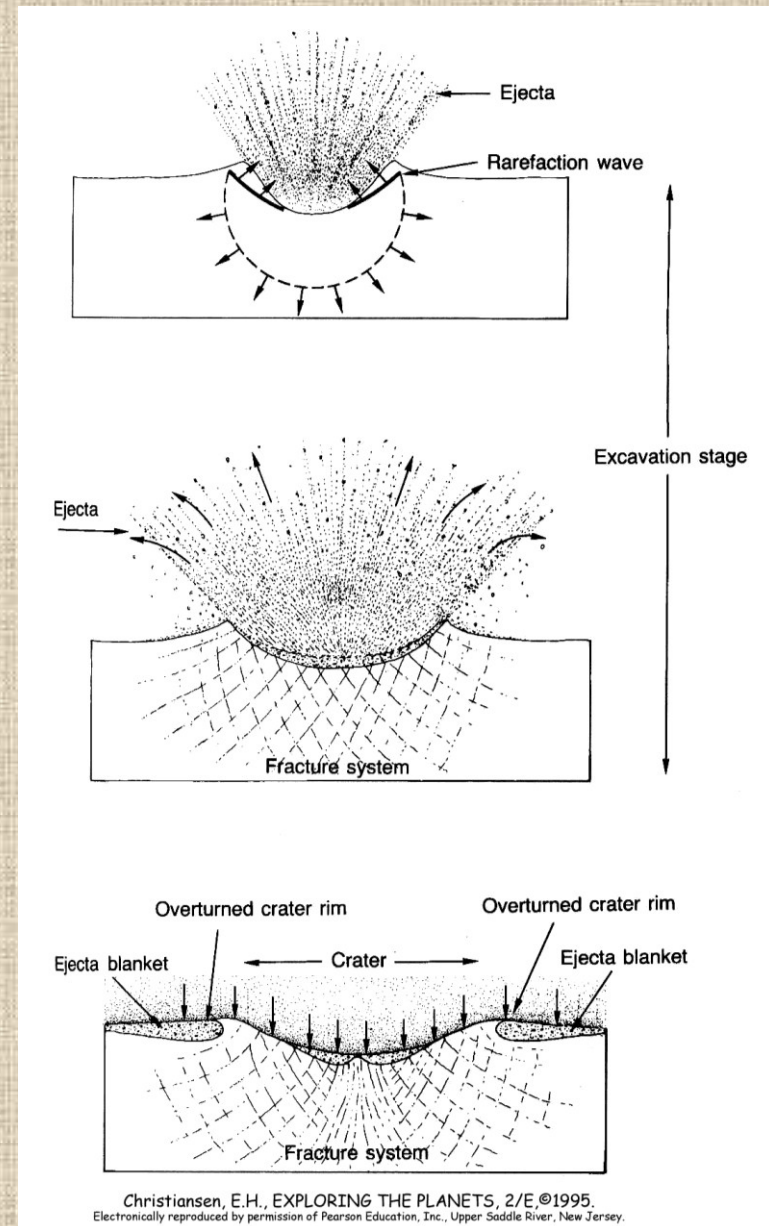 Ejecta
Rarefaction wave
Excavation stage
Ejecta
Fracture system
Overturned crater rim
Overturned crater rim
Ejecta blanket
Crater
Ejecta blanket
Fracture system
Christiansen, E.H., EXPLORING THE PLANETS, 2/E,©1995.
Electronically reproduced by permission of Pearson Education, Inc., Upper Saddle River, New Jersey.